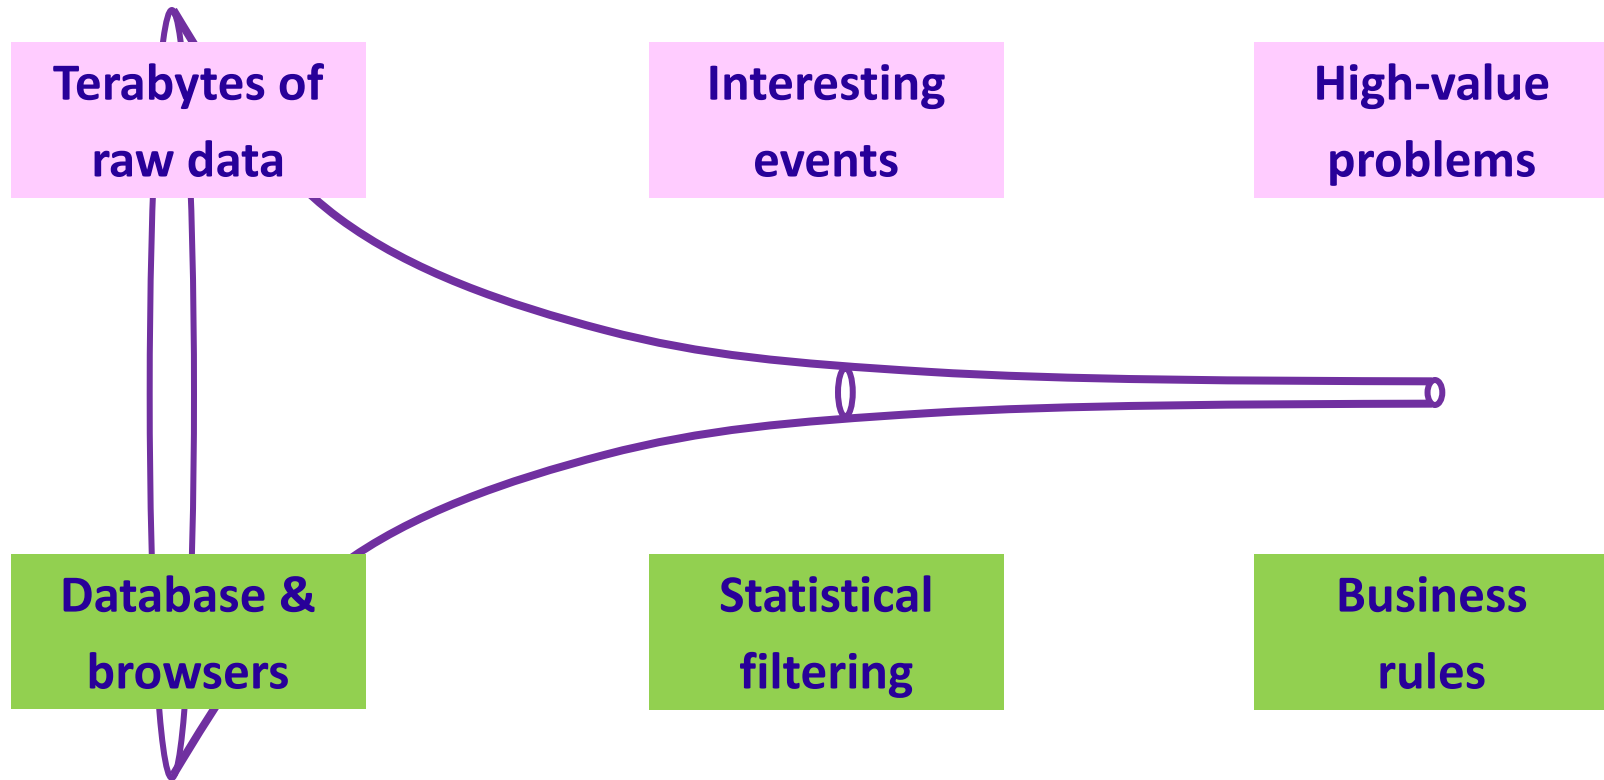 Terabytes of
raw data
Interesting
events
High-value
problems
Database &
browsers
Statistical
filtering
Business
rules